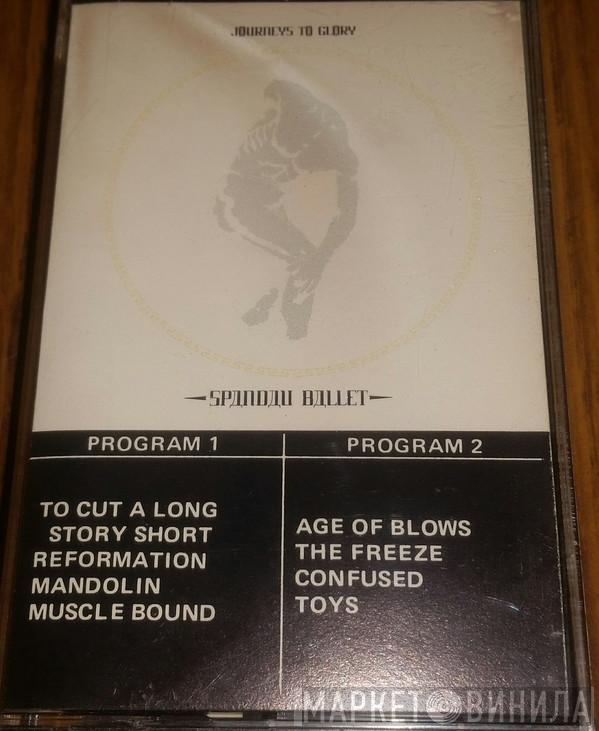 JOURNEYS TO GLORY
SPANDAU BALLET
PROGRAM 1
TO CUT A LONG
STORY SHORT
REFORMATION
MANDOLIN
MUSCLE BOUND
PROGRAM 2
AGE OF BLOWS
THE FREEZE
CONFUSED
TOYS
МАРКЕТ ВИНИЛА